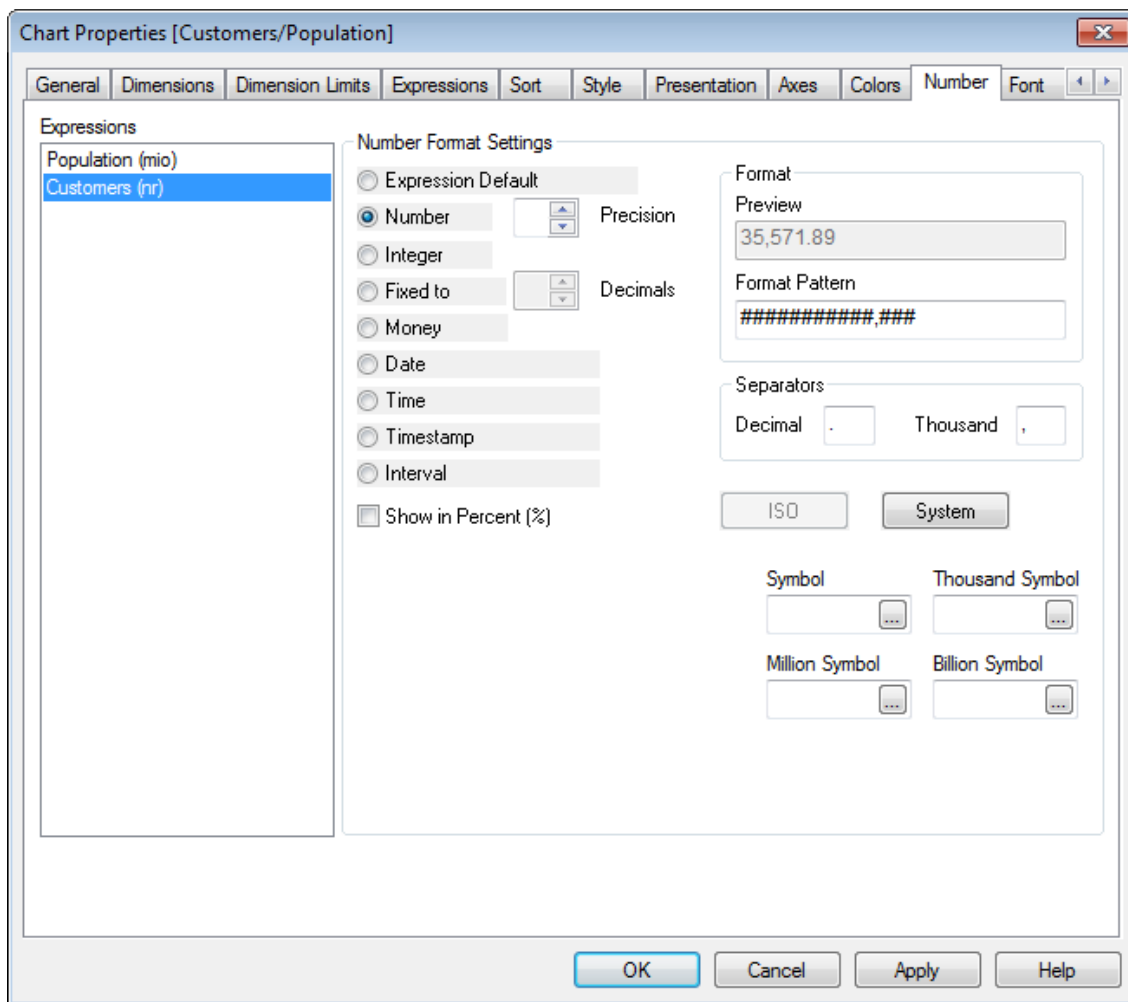 Chart Properties [Customers/Population]
General Dimensions Dimension Limits Expressions Sort Style Presentation Axes Colors Number Font
Expressions
Population (mio)
Customers (nr)
Number Format Settings
Expression Default
Number Precision
Integer
Fixed to Decimals
Money
Date
Time
Timestamp
Interval
Show in Percent (%)
Format
Preview
35,571.89
Format Pattern
###########,###
Separators
Decimal . Thousand ,
ISO System
Symbol Thousand Symbol
... ...
Million Symbol Billion Symbol
... ...
OK Cancel Apply Help